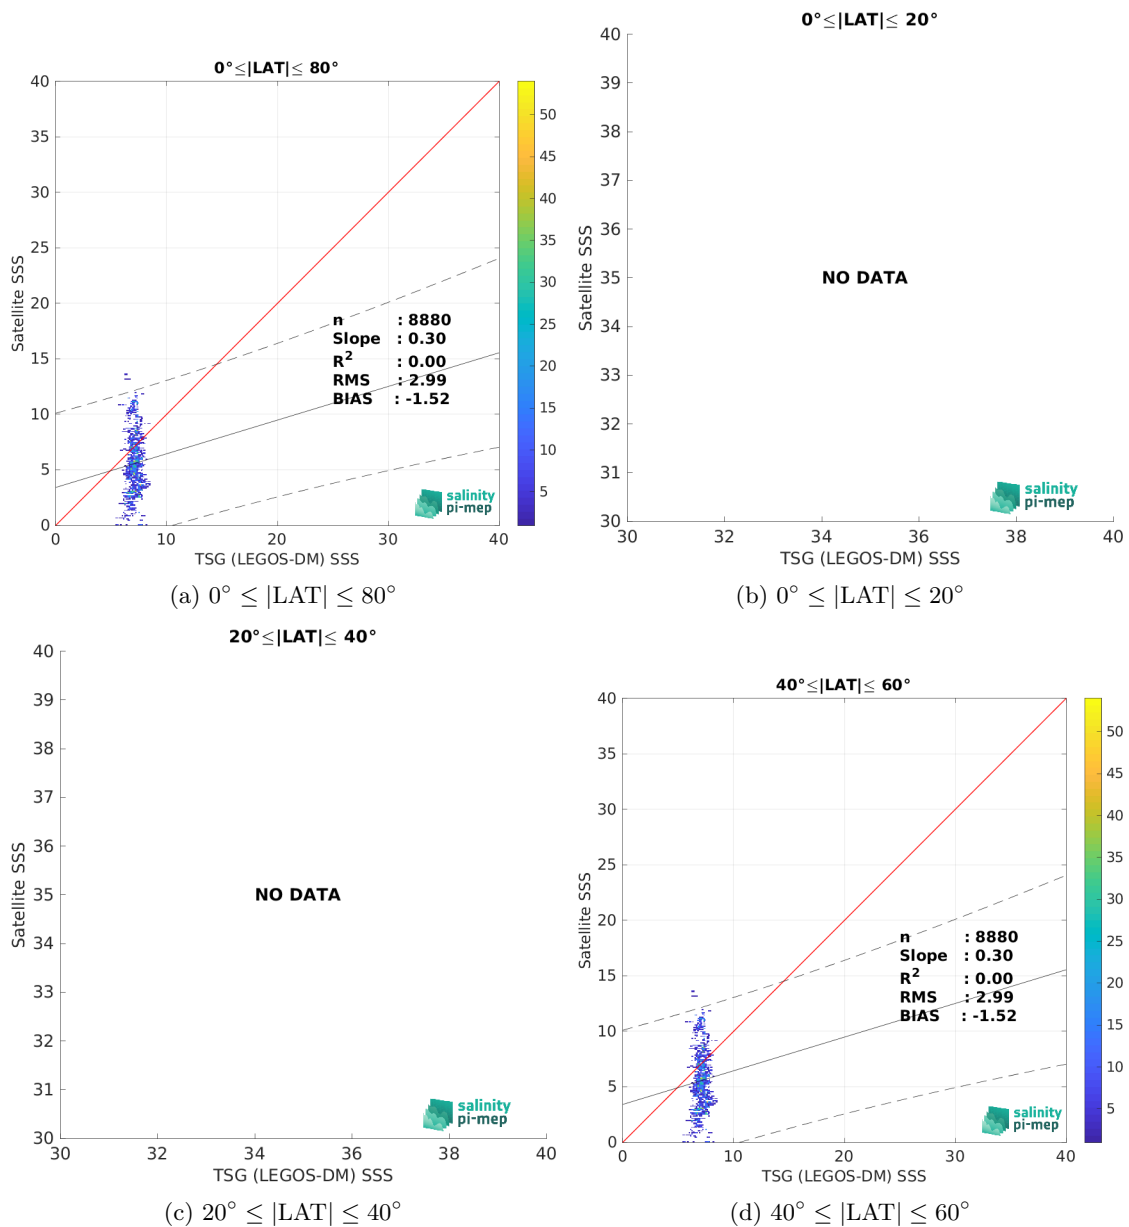 0°≤|LAT|≤ 80°
40
35
30
25
20
15
10
5
0
Satellite SSS
0
10
20
30
40
TSG (LEGOS-DM) SSS
50
45
40
35
30
25
20
15
10
5
n : 8880
Slope : 0.30
R2 : 0.00
RMS : 2.99
BIAS : -1.52
salinity
pi-mep
(a) 0° ≤ |LAT| ≤ 80°
0°≤|LAT|≤ 20°
40
39
38
37
36
35
34
33
32
31
30
Satellite SSS
NO DATA
30
32
34
36
38
40
TSG (LEGOS-DM) SSS
salinity
pi-mep
(b) 0° ≤ |LAT| ≤ 20°
20°≤|LAT|≤ 40°
40
39
38
37
36
35
34
33
32
31
30
Satellite SSS
NO DATA
30
32
34
36
38
40
TSG (LEGOS-DM) SSS
salinity
pi-mep
(c) 20° ≤ |LAT| ≤ 40°
40°≤|LAT|≤ 60°
40
35
30
25
20
15
10
5
0
Satellite SSS
0
10
20
30
40
TSG (LEGOS-DM) SSS
50
45
40
35
30
25
20
15
10
5
n : 8880
Slope : 0.30
R2 : 0.00
RMS : 2.99
BIAS : -1.52
salinity
pi-mep
(d) 40° ≤ |LAT| ≤ 60°